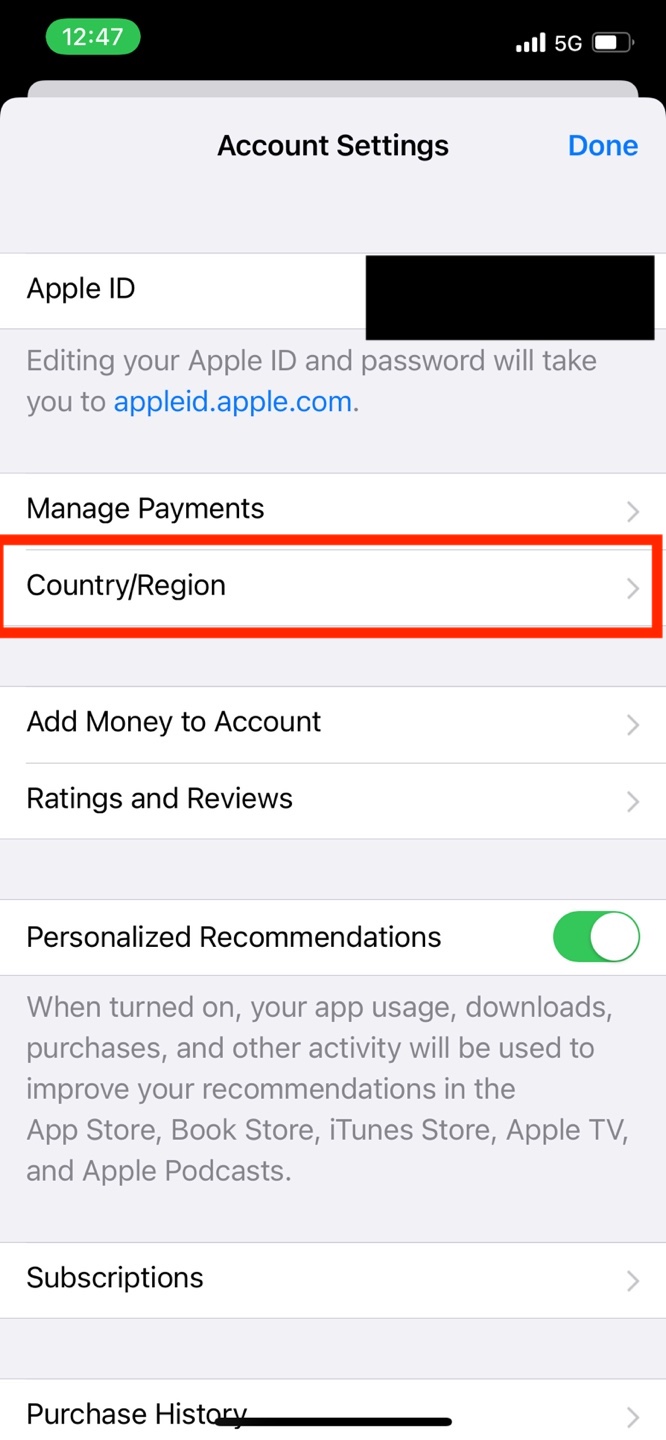 12:47
5G
Account Settings
Done
Apple ID
Editing your Apple ID and password will take
you to appleid.apple.com.
Manage Payments
Country/Region
Add Money to Account
Ratings and Reviews
Personalized Recommendations
When turned on, your app usage, downloads,
purchases, and other activity will be used to
improve your recommendations in the
App Store, Book Store, iTunes Store, Apple TV,
and Apple Podcasts.
Subscriptions
Purchase History